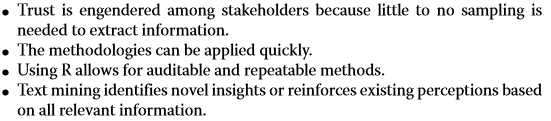 • Trust is engendered among stakeholders because little to no sampling is
needed to extract information.
• The methodologies can be applied quickly.
• Using R allows for auditable and repeatable methods.
• Text mining identifies novel insights or reinforces existing perceptions based
on all relevant information.